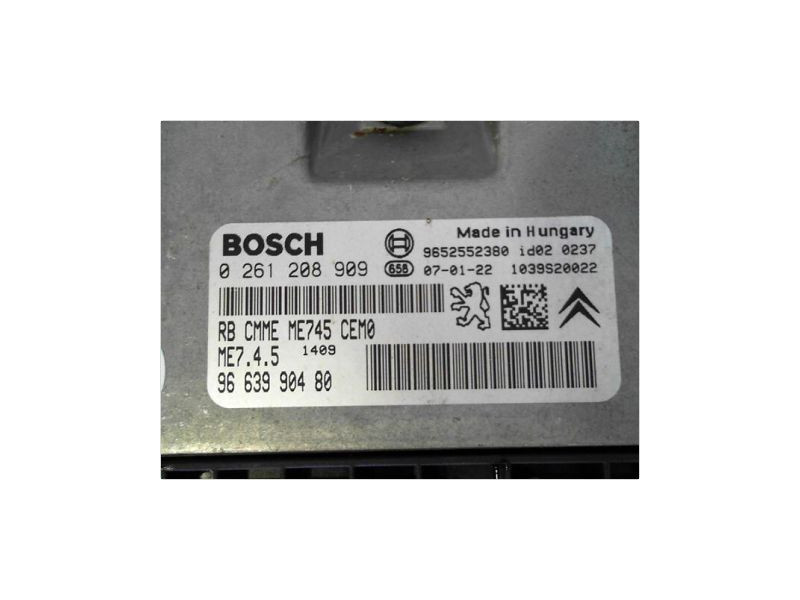 BOSCH
Made in Hungary
9652552380 id02 0237
0 261 208 909
658 07-01-22 1039S20022
RB CMME ME745 CEM0
ME7.4.5 1409
96 639 904 80